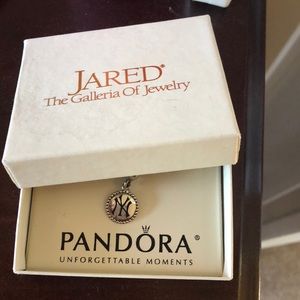 JARED®
The Galleria Of Jewelry
NY
PANDORA®
UNFORGETTABLE MOMENTS